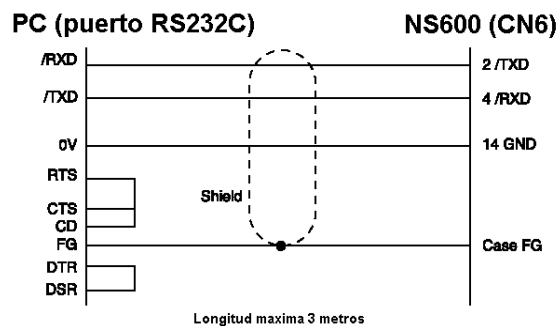 PC (puerto RS232C) NS600 (CN6)
/RXD 2 /TXD
/TXD 4 /RXD
0V 14 GND
RTS
Shield
CTS
CD
FG Case FG
DTR
DSR
Longitud maxima 3 metros